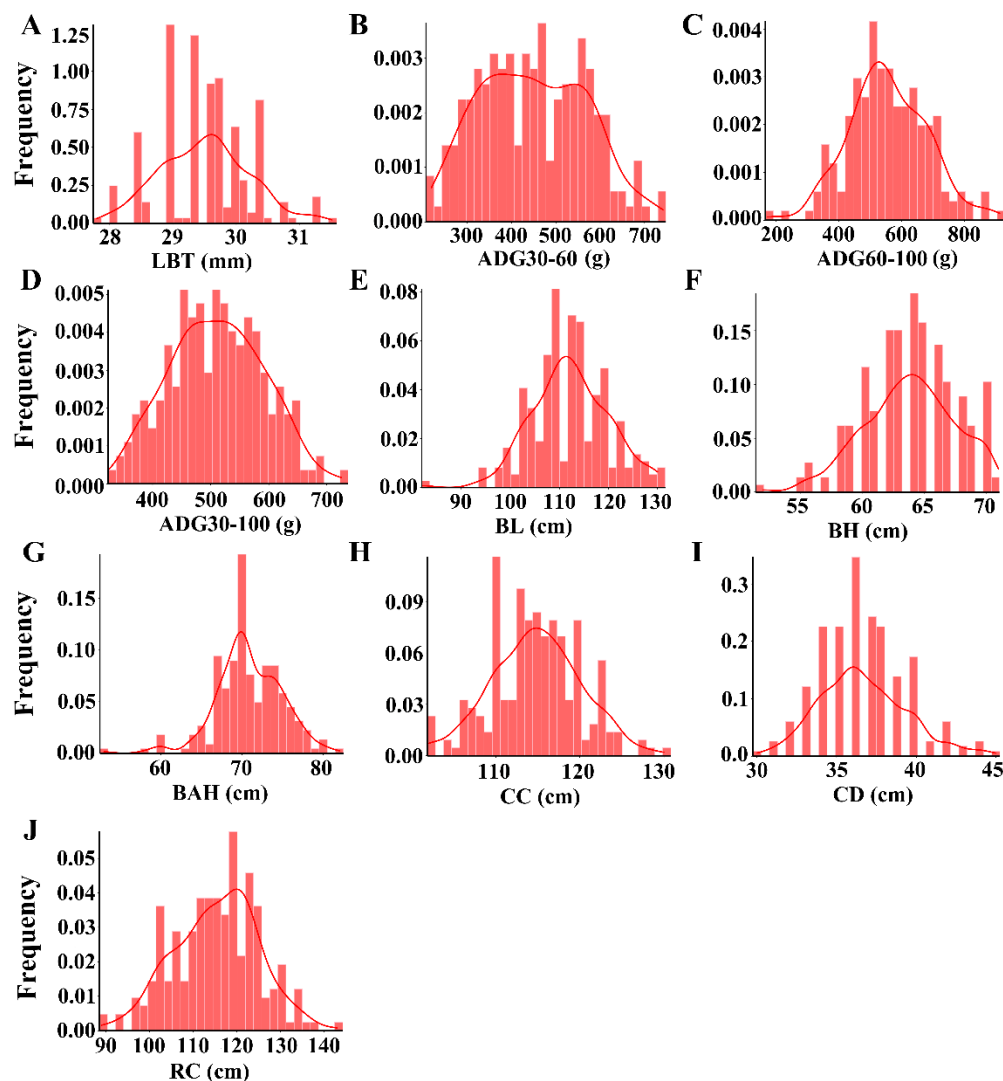 A
Frequency
1.25
1.00
0.75
0.50
0.25
0.00
28 29 30 31
LBT (mm)
B
0.003
0.002
0.001
0.000
300 400 500 600 700
ADG30-60 (g)
C
0.004
0.003
0.002
0.001
0.000
200 400 600 800
ADG60-100 (g)
D
Frequency
0.005
0.004
0.003
0.002
0.001
0.000
400 500 600 700
ADG30-100 (g)
E
0.08
0.06
0.04
0.02
0.00
90 100 110 120 130
BL (cm)
F
0.15
0.10
0.05
0.00
55 60 65 70
BH (cm)
G
Frequency
0.15
0.10
0.05
0.00
60 70 80
BAH (cm)
H
0.09
0.06
0.03
0.00
110 120 130
CC (cm)
I
0.3
0.2
0.1
0.0
30 35 40 45
CD (cm)
J
Frequency
0.05
0.04
0.03
0.02
0.01
0.00
90 100 110 120 130 140
RC (cm)